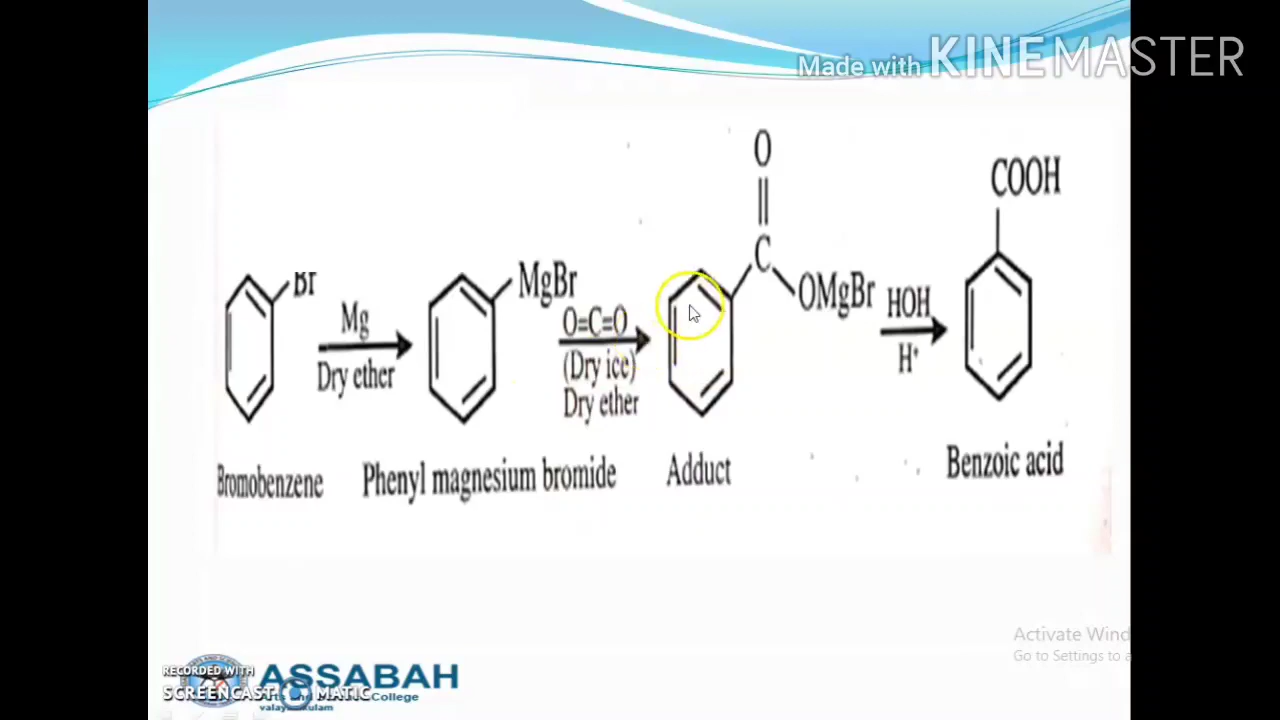 Made with KINEMASTER
O
COOH
C
Br
MgBr
OMgBr
Mg
Dry ether
O=C=O
(Dry ice)
Dry ether
HOH
H⁺
Bromobenzene
Phenyl magnesium bromide
Adduct
Benzoic acid
Activate Wind
Go to Settings to a
RECORDED WITH
SCREENCAST MATIC
ASSABAH
College